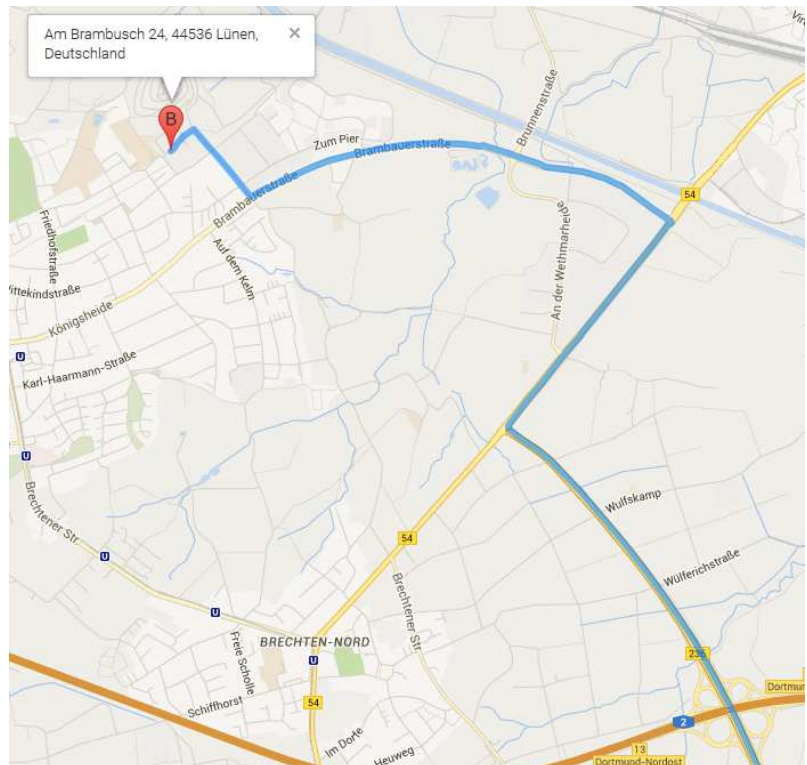 Am Brambusch 24, 44536 Lünen,
Deutschland
B
Zum Pier
Brambauerstraße
Brunnenstraße
54
Brambauerstraße
Friedhofstraße
An der Wethmarheide
Auf dem Kelm
Königsheide
Karl-Haarmann-Straße
U
U
Brechtener Str
Wulfskamp
54
U
Wülferichstraße
Brechtener Str
U
Freie Scholle
BRECHTEN-NORD
U
236
Schiffhorst
54
Dortmun
2
Im Dorfe
Heuweg
13
Dortmund-Nordost